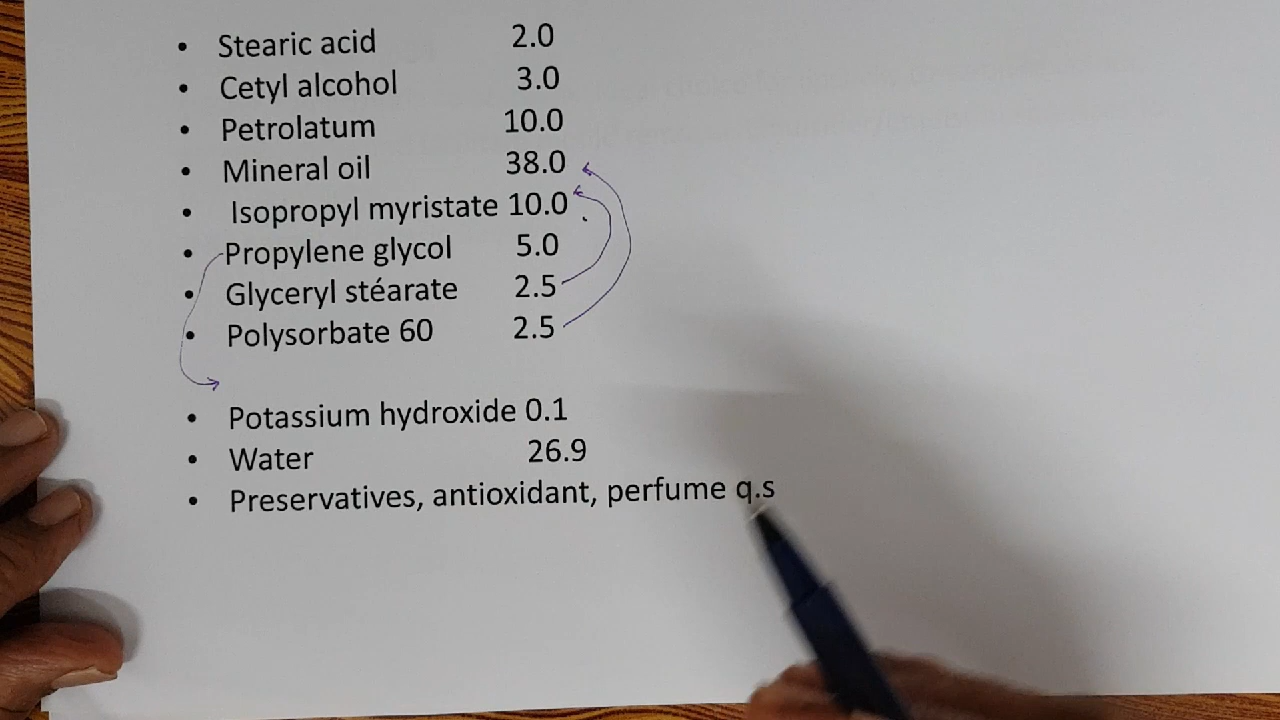 • Stearic acid 2.0
• Cetyl alcohol 3.0
• Petrolatum 10.0
• Mineral oil 38.0
• Isopropyl myristate 10.0
• Propylene glycol 5.0
• Glyceryl stéarate 2.5
• Polysorbate 60 2.5
• Potassium hydroxide 0.1
• Water 26.9
• Preservatives, antioxidant, perfume q.s